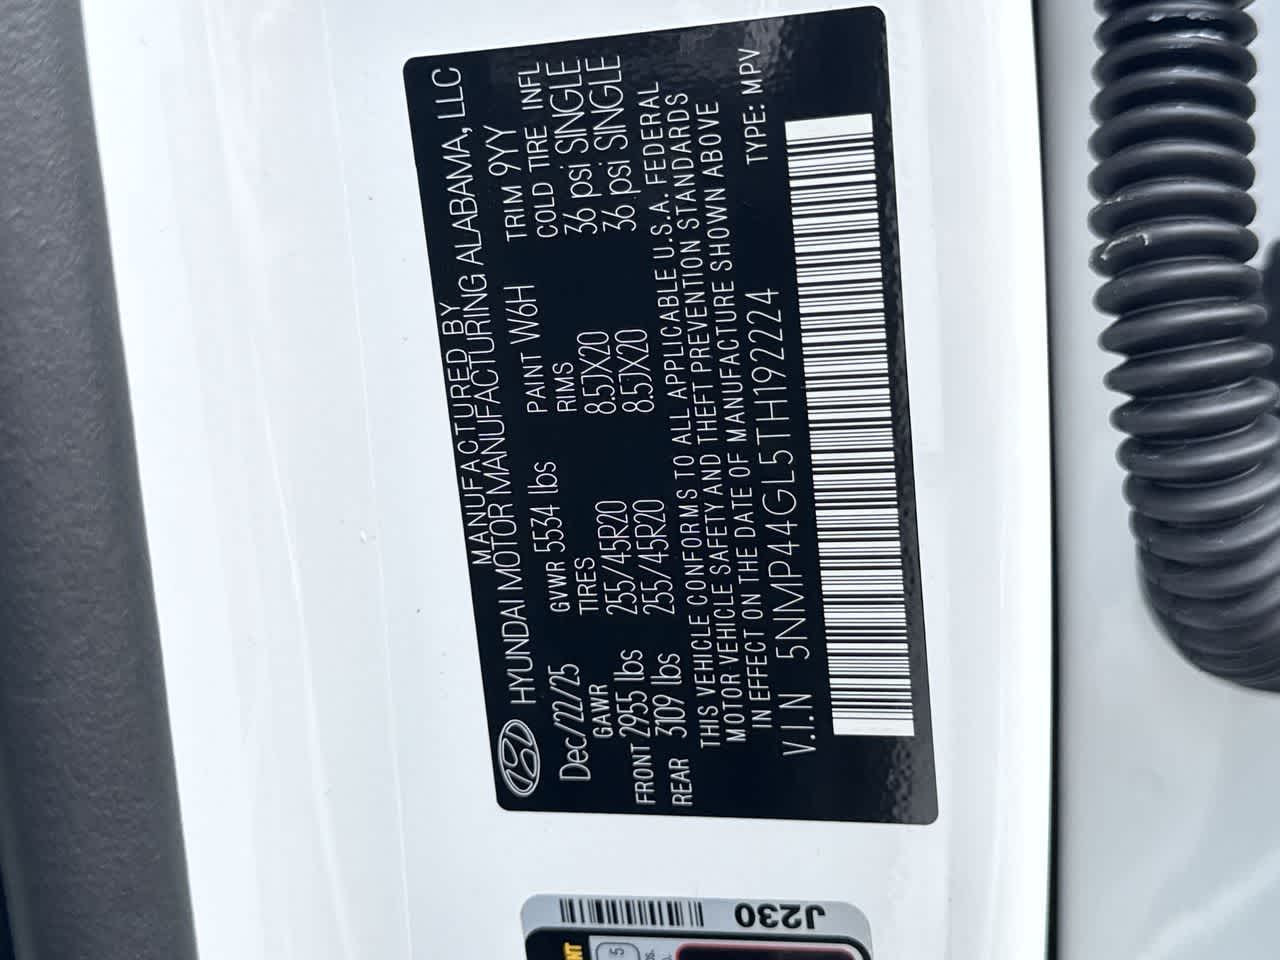 MANUFACTURED BY
HYUNDAI MOTOR MANUFACTURING ALABAMA, LLC
Dec/22/25 GVWR 5534 lbs PAINT W6H TRIM 9YY
GAWR TIRES RIMS COLD TIRE INFL
FRONT 2955 lbs 255/45R20 8.5JX20 36 psi SINGLE
REAR 3109 lbs 255/45R20 8.5JX20 36 psi SINGLE
THIS VEHICLE CONFORMS TO ALL APPLICABLE U.S.A. FEDERAL
MOTOR VEHICLE SAFETY AND THEFT PREVENTION STANDARDS
IN EFFECT ON THE DATE OF MANUFACTURE SHOWN ABOVE
V.I.N 5NMP44GL5TH192224 TYPE: MPV
J230
5